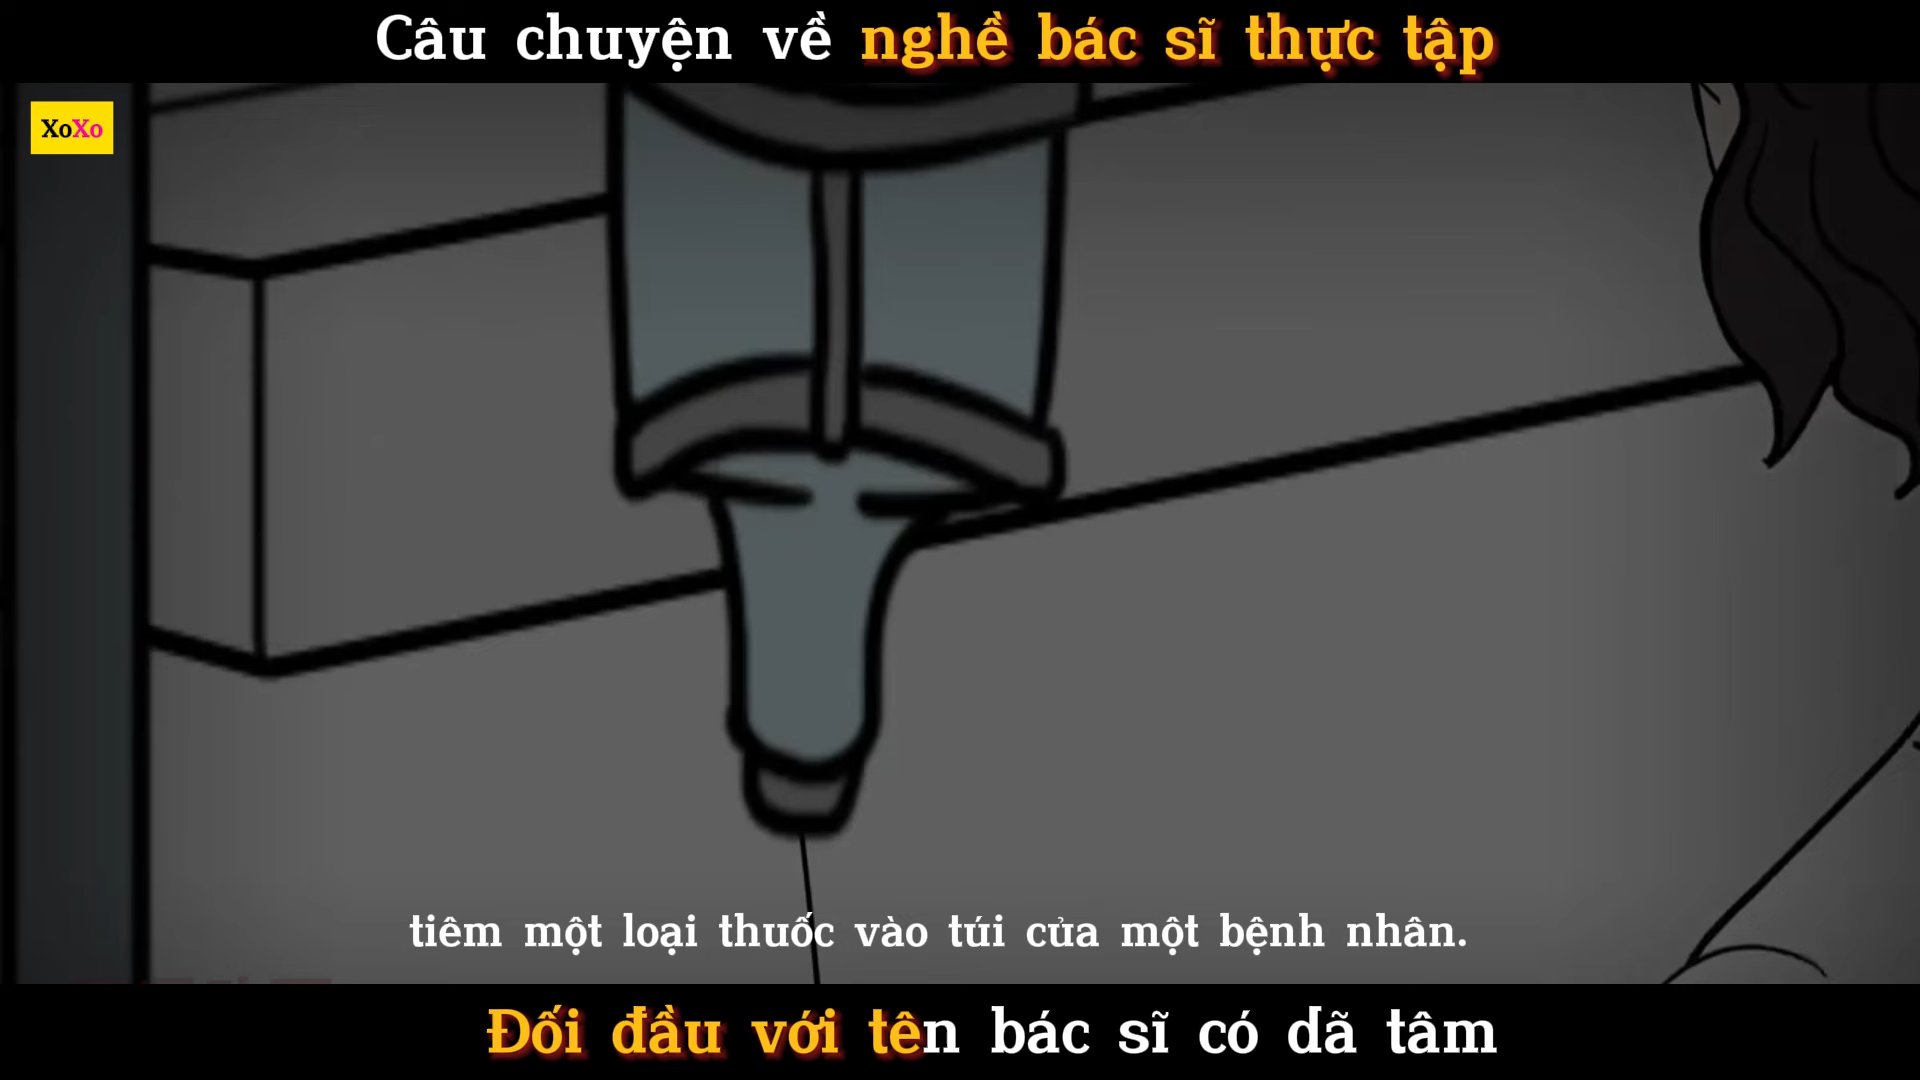 Câu chuyện về nghề bác sĩ thực tập
XoXo
tiêm một loại thuốc vào túi của một bệnh nhân.
Đối đầu với tên bác sĩ có dã tâm